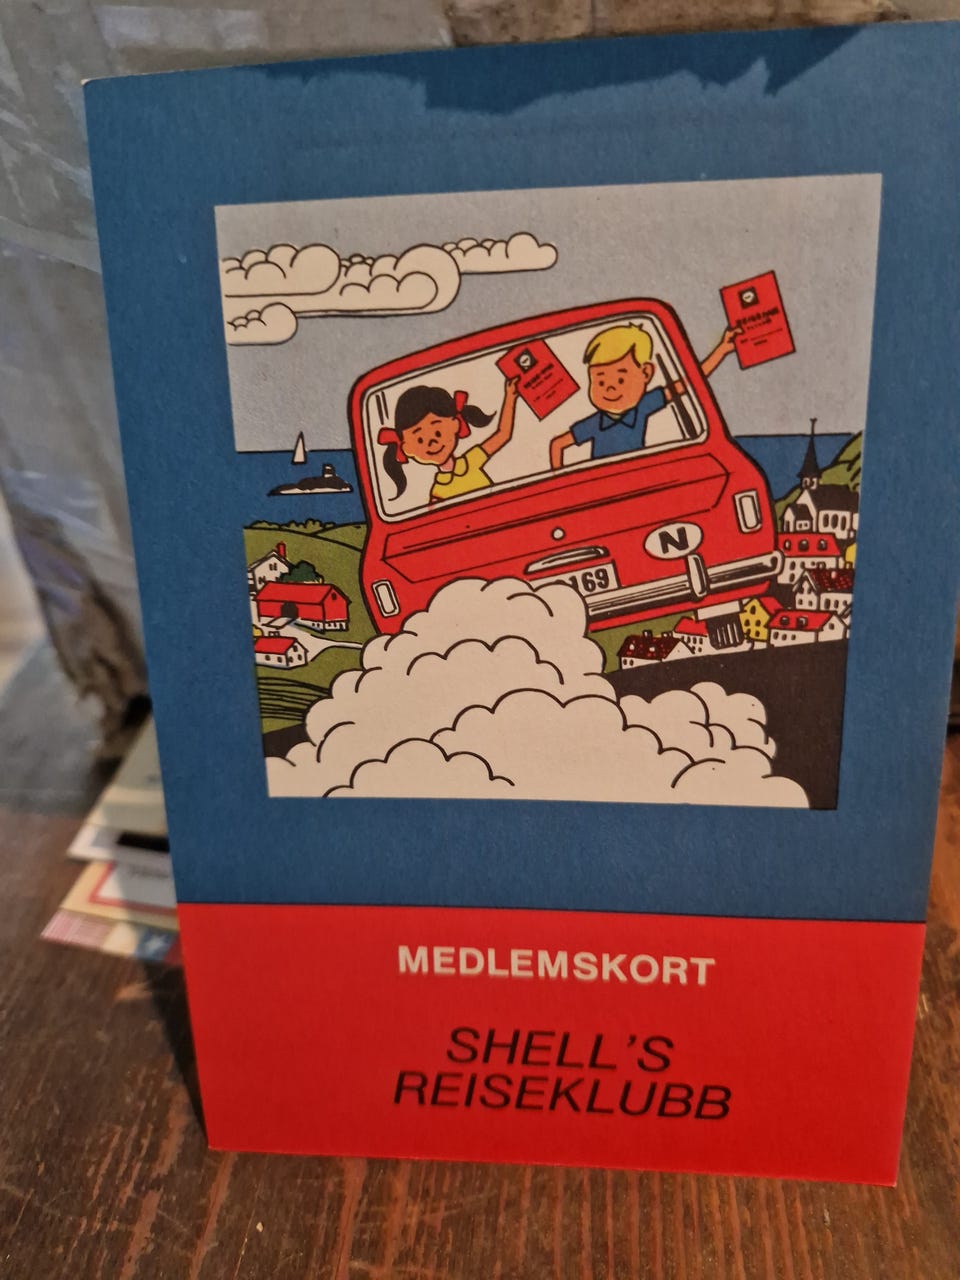 N
169
MEDLEMSKORT
SHELL'S
REISEKLUBB